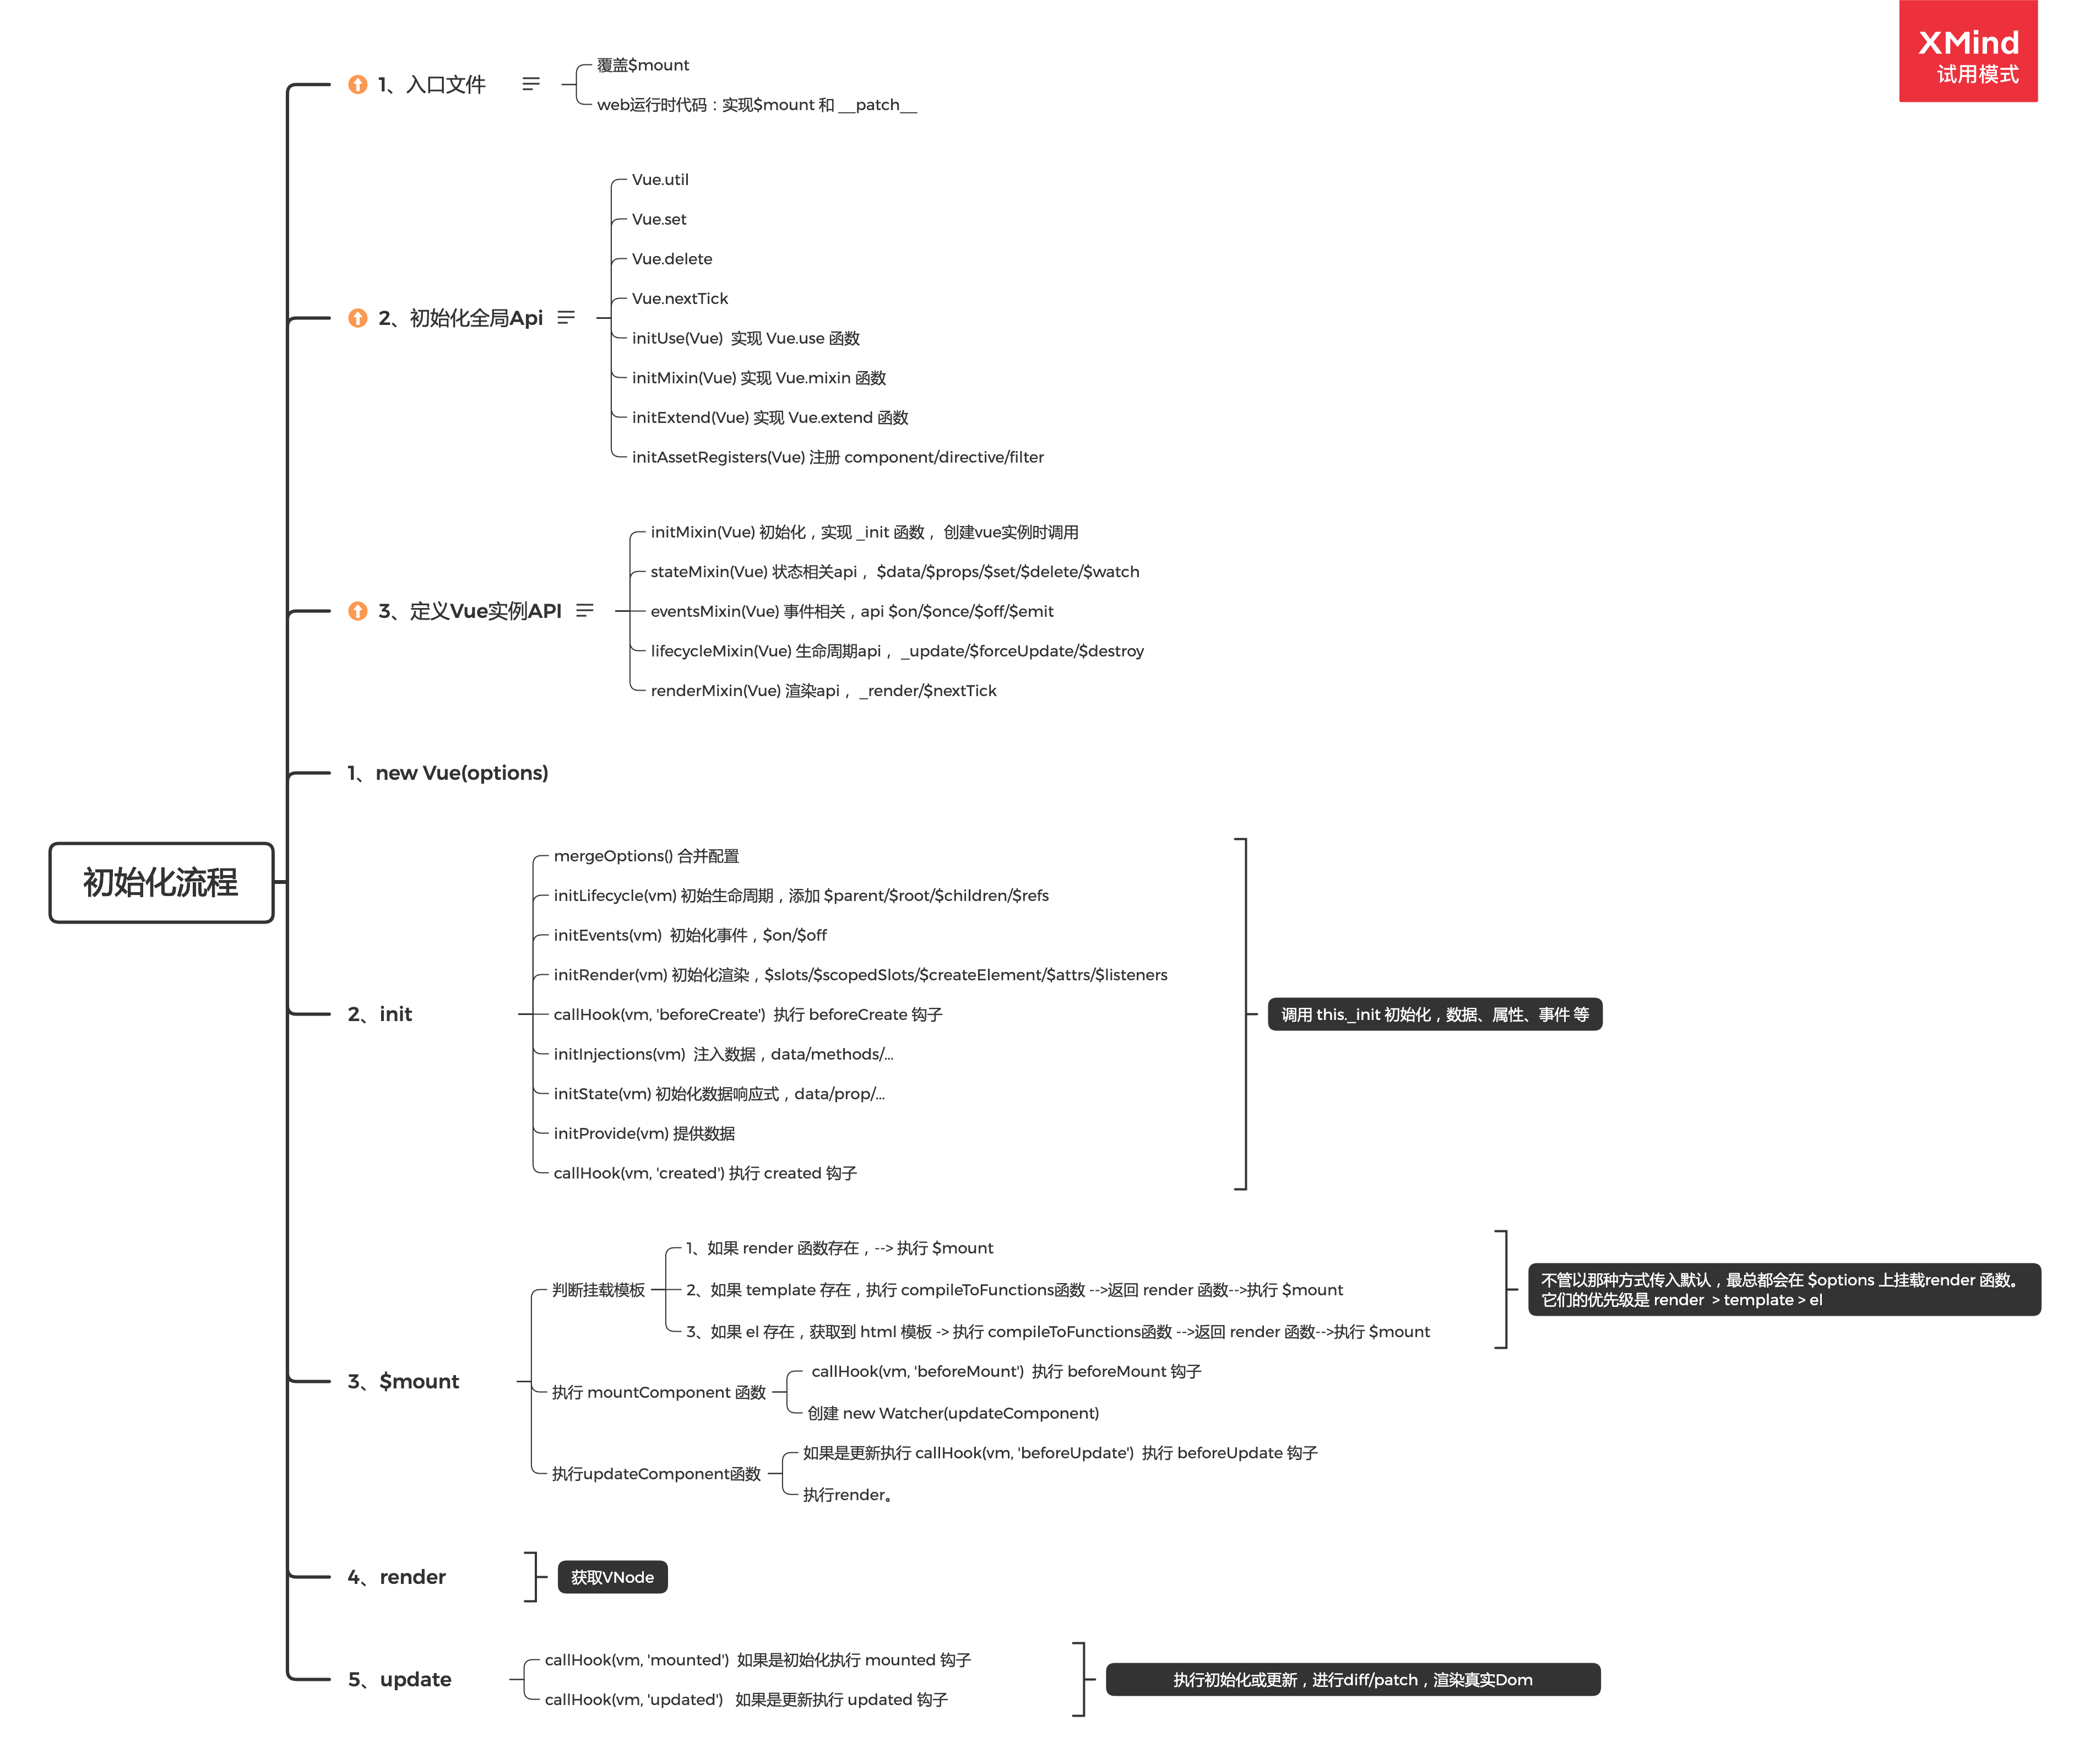 XMind
试用模式
初始化流程
1、入口文件
覆盖$mount
web运行时代码：实现$mount 和 __patch__
2、初始化全局Api
Vue.util
Vue.set
Vue.delete
Vue.nextTick
initUse(Vue)  实现 Vue.use 函数
initMixin(Vue) 实现 Vue.mixin 函数
initExtend(Vue) 实现 Vue.extend 函数
initAssetRegisters(Vue) 注册 component/directive/filter
3、定义Vue实例API
initMixin(Vue) 初始化，实现 _init 函数， 创建vue实例时调用
stateMixin(Vue) 状态相关api， $data/$props/$set/$delete/$watch
eventsMixin(Vue) 事件相关，api $on/$once/$off/$emit
lifecycleMixin(Vue) 生命周期api， _update/$forceUpdate/$destroy
renderMixin(Vue) 渲染api， _render/$nextTick
1、new Vue(options)
2、init
mergeOptions() 合并配置
initLifecycle(vm) 初始生命周期，添加 $parent/$root/$children/$refs
initEvents(vm)  初始化事件，$on/$off
initRender(vm) 初始化渲染，$slots/$scopedSlots/$createElement/$attrs/$listeners
callHook(vm, 'beforeCreate')  执行 beforeCreate 钩子
initInjections(vm)  注入数据，data/methods/...
initState(vm) 初始化数据响应式，data/prop/...
initProvide(vm) 提供数据
callHook(vm, 'created') 执行 created 钩子
调用 this._init 初始化，数据、属性、事件 等
3、$mount
判断挂载模板
1、如果 render 函数存在，--> 执行 $mount
2、如果 template 存在，执行 compileToFunctions函数 -->返回 render 函数-->执行 $mount
3、如果 el 存在，获取到 html 模板 -> 执行 compileToFunctions函数 -->返回 render 函数-->执行 $mount
不管以那种方式传入默认，最总都会在 $options 上挂载render 函数。
它们的优先级是 render  > template > el
执行 mountComponent 函数
callHook(vm, 'beforeMount')  执行 beforeMount 钩子
创建 new Watcher(updateComponent)
执行updateComponent函数
如果是更新执行 callHook(vm, 'beforeUpdate')  执行 beforeUpdate 钩子
执行render。
4、render
获取VNode
5、update
callHook(vm, 'mounted')  如果是初始化执行 mounted 钩子
callHook(vm, 'updated')   如果是更新执行 updated 钩子
执行初始化或更新，进行diff/patch，渲染真实Dom